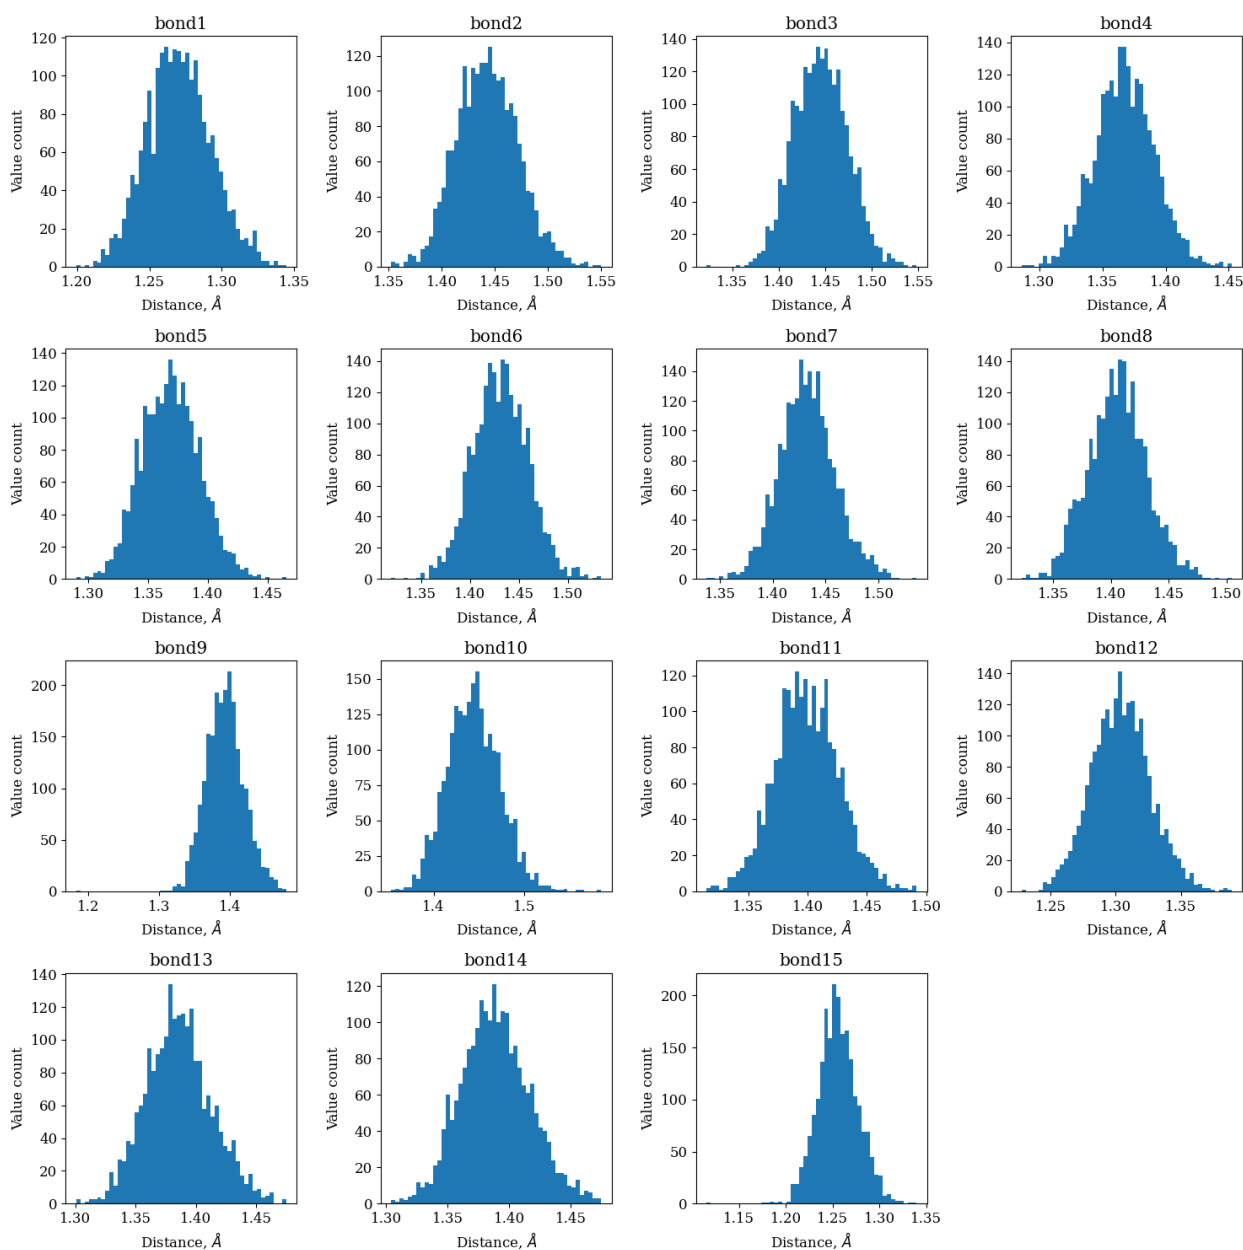 bond1
Value count
0
20
40
60
80
100
120
1.20 1.25 1.30 1.35
Distance, Å
bond2
Value count
0
20
40
60
80
100
120
1.35 1.40 1.45 1.50 1.55
Distance, Å
bond3
Value count
0
20
40
60
80
100
120
140
1.35 1.40 1.45 1.50 1.55
Distance, Å
bond4
Value count
0
20
40
60
80
100
120
140
1.30 1.35 1.40 1.45
Distance, Å
bond5
Value count
0
20
40
60
80
100
120
140
1.30 1.35 1.40 1.45
Distance, Å
bond6
Value count
0
20
40
60
80
100
120
140
1.35 1.40 1.45 1.50
Distance, Å
bond7
Value count
0
20
40
60
80
100
120
140
1.35 1.40 1.45 1.50
Distance, Å
bond8
Value count
0
20
40
60
80
100
120
140
1.35 1.40 1.45 1.50
Distance, Å
bond9
Value count
0
50
100
150
200
1.2 1.3 1.4
Distance, Å
bond10
Value count
0
25
50
75
100
125
150
1.4 1.5
Distance, Å
bond11
Value count
0
20
40
60
80
100
120
1.35 1.40 1.45 1.50
Distance, Å
bond12
Value count
0
20
40
60
80
100
120
140
1.25 1.30 1.35
Distance, Å
bond13
Value count
0
20
40
60
80
100
120
140
1.30 1.35 1.40 1.45
Distance, Å
bond14
Value count
0
20
40
60
80
100
120
1.30 1.35 1.40 1.45
Distance, Å
bond15
Value count
0
50
100
150
200
1.15 1.20 1.25 1.30 1.35
Distance, Å